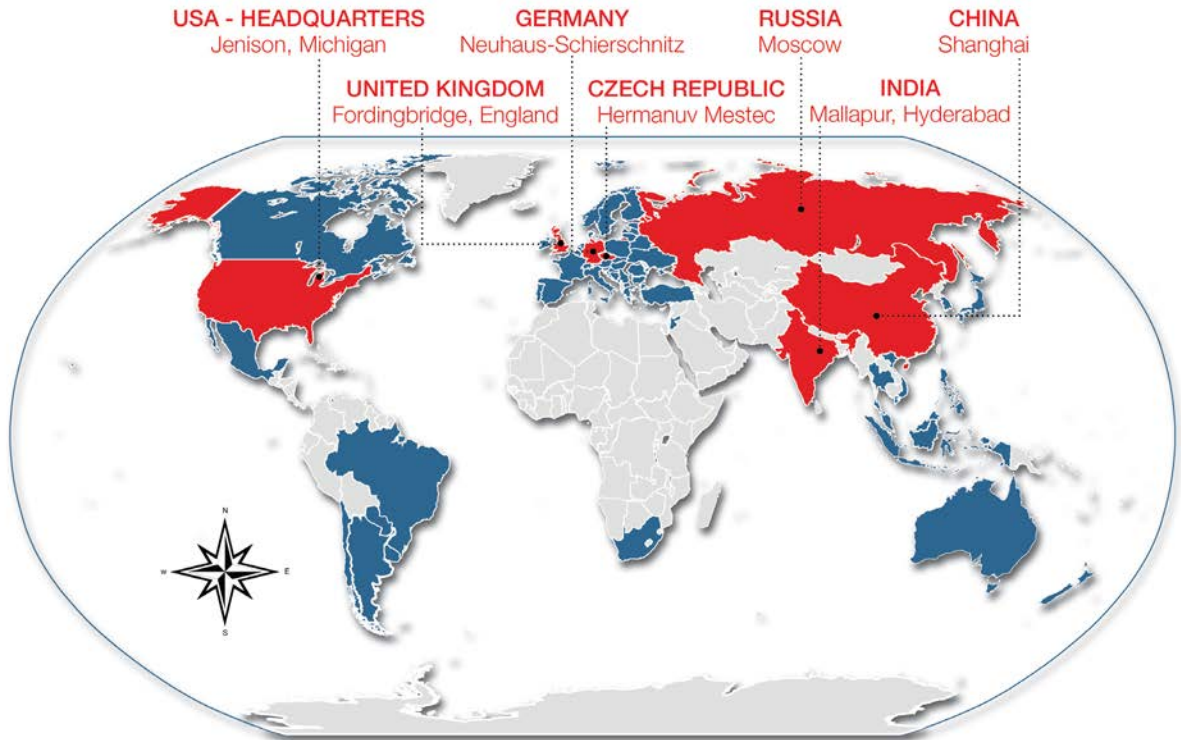 USA - HEADQUARTERS
Jenison, Michigan
GERMANY
Neuhaus-Schierschnitz
RUSSIA
Moscow
CHINA
Shanghai
UNITED KINGDOM
Fordingbridge, England
CZECH REPUBLIC
Hermanuv Mestec
INDIA
Mallapur, Hyderabad
N
W
E
S